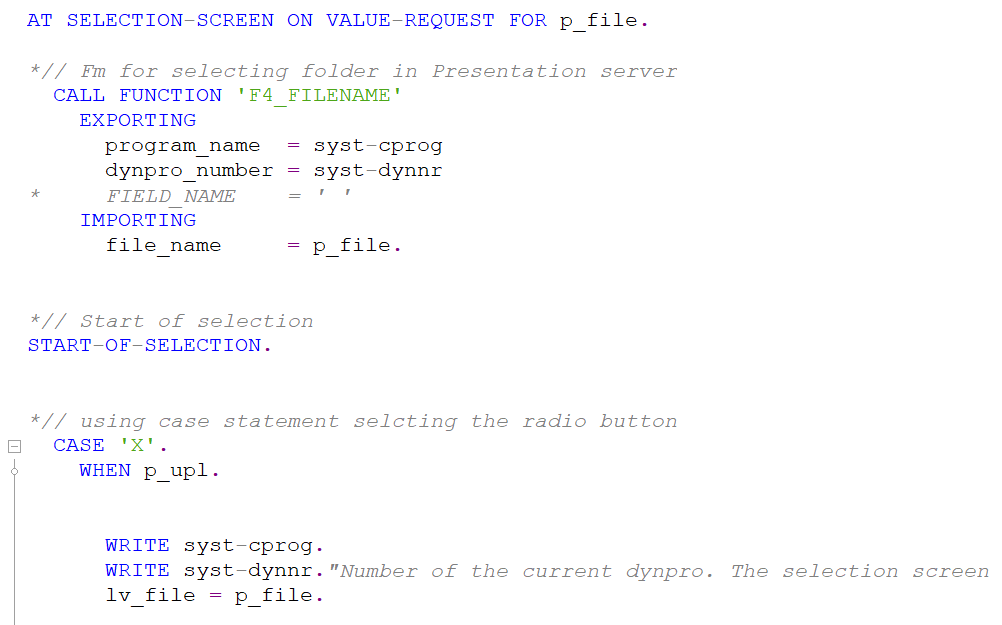 AT SELECTION-SCREEN ON VALUE-REQUEST FOR p_file.
*// Fm for selecting folder in Presentation server
CALL FUNCTION 'F4_FILENAME'
EXPORTING
program_name = syst-cprog
dynpro_number = syst-dynnr
* FIELD_NAME = ' '
IMPORTING
file_name = p_file.
*// Start of selection
START-OF-SELECTION.
*// using case statement selcting the radio button
CASE 'X'.
WHEN p_upl.
WRITE syst-cprog.
WRITE syst-dynnr."Number of the current dynpro. The selection screen
lv_file = p_file.